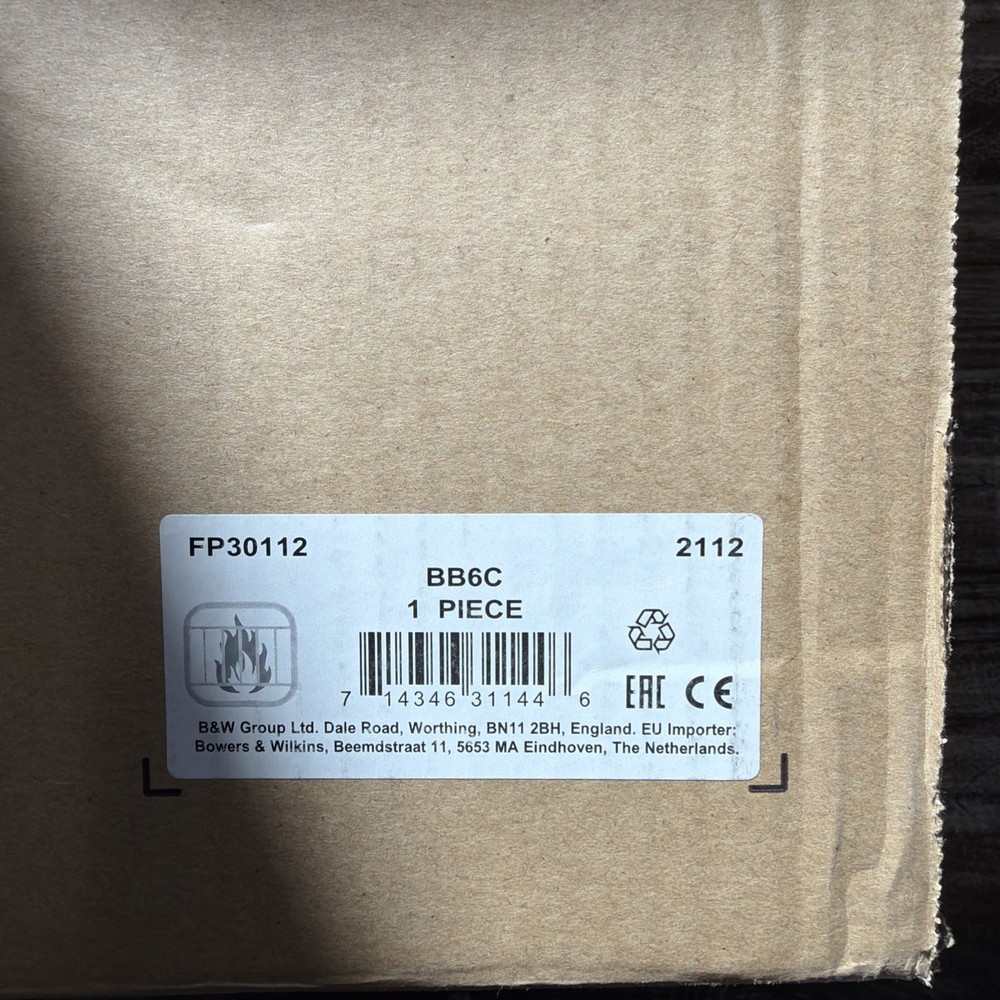 FP30112 2112
BB6C
1 PIECE
7 14346 31144 6
EAC CE
B&W Group Ltd. Dale Road, Worthing, BN11 2BH, England. EU Importer:
Bowers & Wilkins, Beemdstraat 11, 5653 MA Eindhoven, The Netherlands.